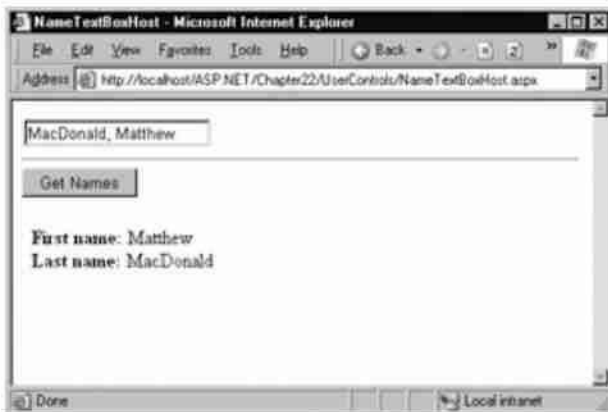 NameTextBoxHost - Microsoft Internet Explorer
File Edit View Favorites Tools Help Back »
Address http://localhost/ASP.NET/Chapter22/UserControls/NameTextBoxHost.aspx
MacDonald, Matthew
Get Names
First name: Matthew
Last name: MacDonald
Done Local intranet